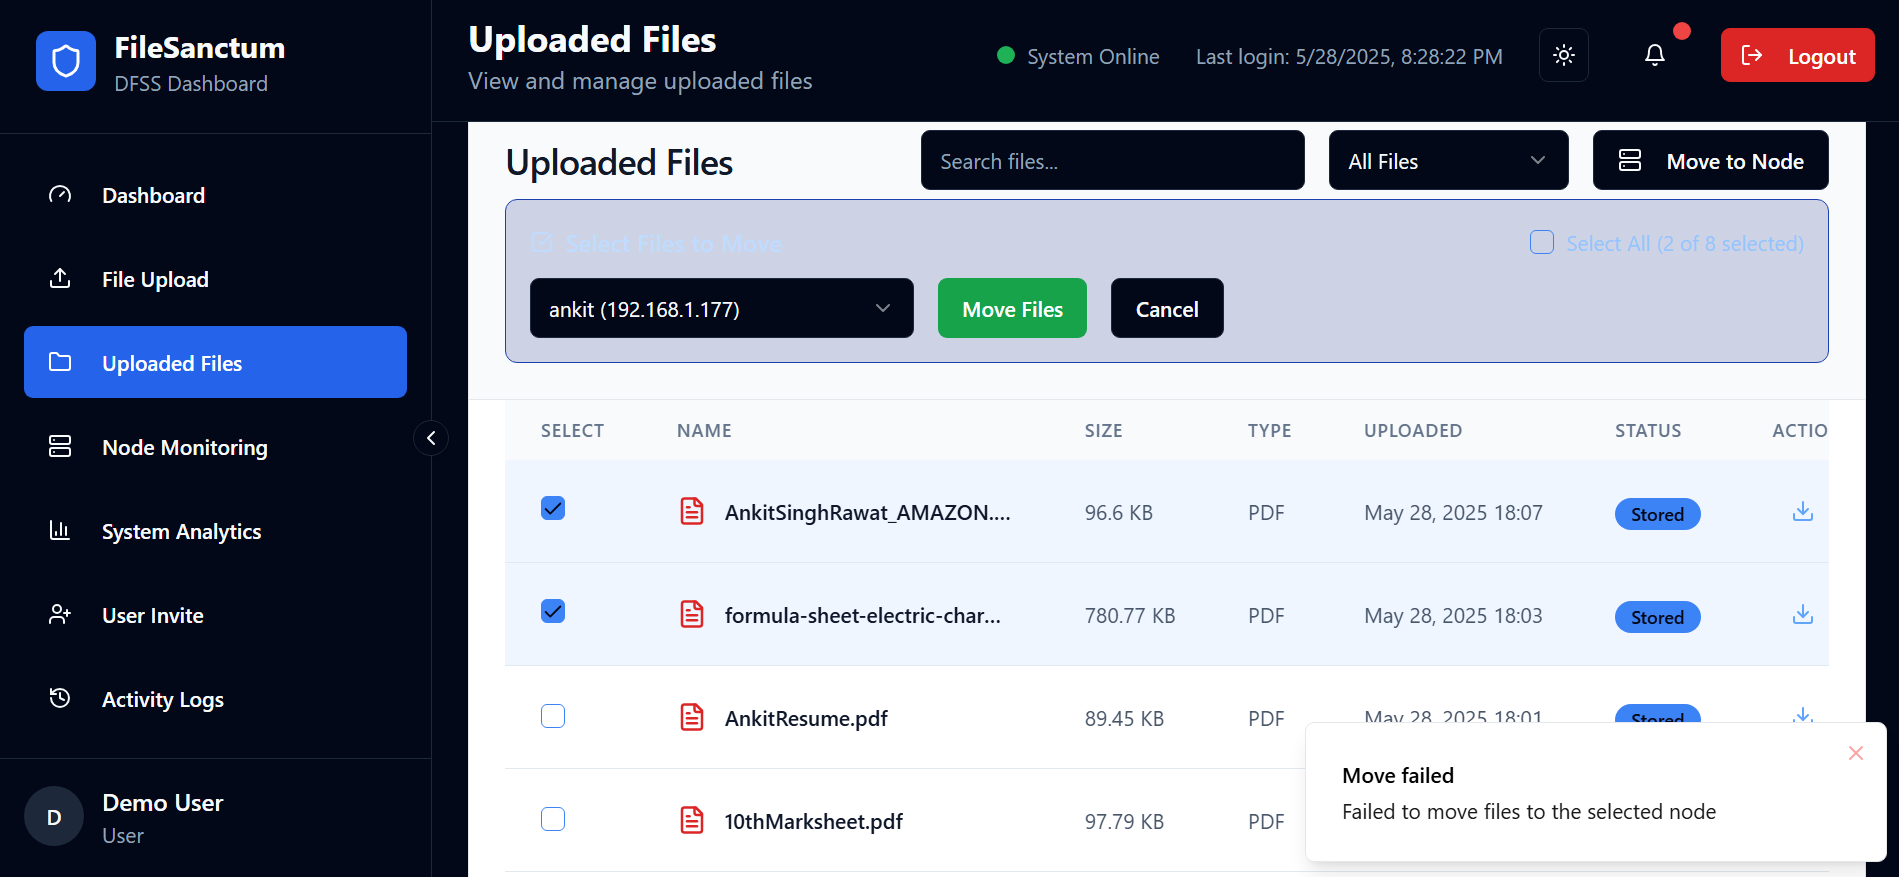 FileSanctum
DFSS Dashboard
Dashboard
File Upload
Uploaded Files
Node Monitoring
System Analytics
User Invite
Activity Logs
D
Demo User
User
Uploaded Files
View and manage uploaded files
System Online
Last login: 5/28/2025, 8:28:22 PM
Logout
Uploaded Files
Search files...
All Files
Move to Node
Select Files to Move
Select All (2 of 8 selected)
ankit (192.168.1.177)
Move Files
Cancel
SELECT NAME SIZE TYPE UPLOADED STATUS ACTIO
AnkitSinghRawat_AMAZON.... 96.6 KB PDF May 28, 2025 18:07 Stored
formula-sheet-electric-char... 780.77 KB PDF May 28, 2025 18:03 Stored
AnkitResume.pdf 89.45 KB PDF May 28, 2025 18:01 Stored
10thMarksheet.pdf 97.79 KB PDF
Move failed
Failed to move files to the selected node